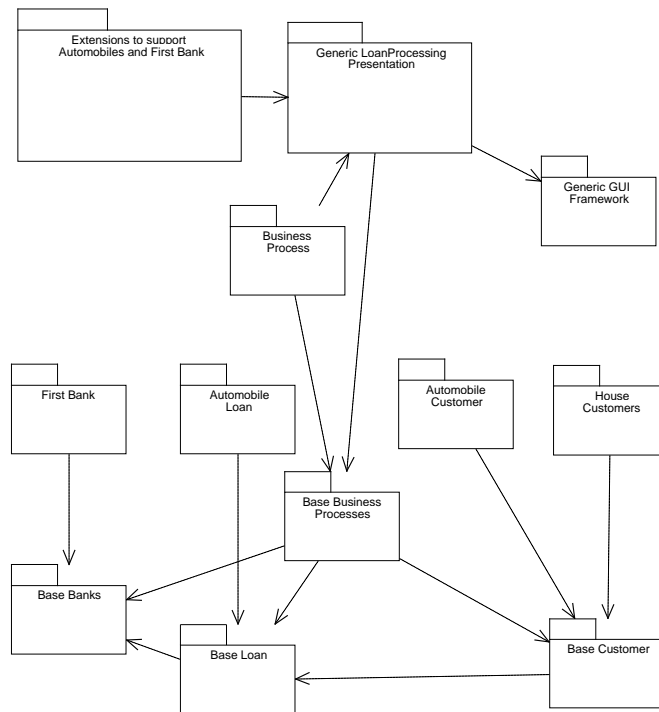 Extensions to support
Automobiles and First Bank
Generic LoanProcessing
Presentation
Generic GUI
Framework
Business
Process
First Bank
Automobile
Loan
Automobile
Customer
House
Customers
Base Business
Processes
Base Banks
Base Loan
Base Customer